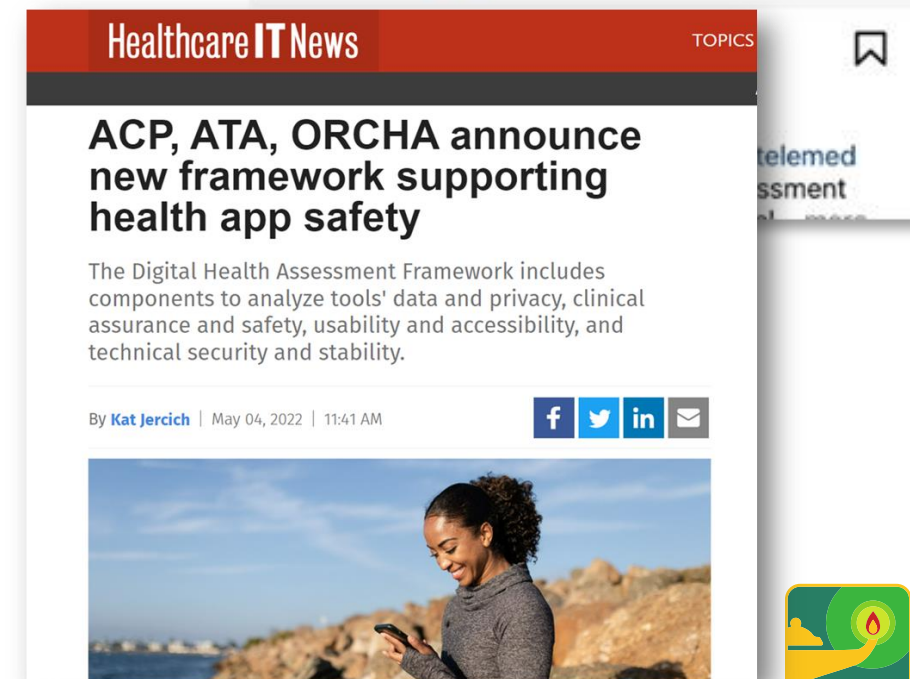 Healthcare IT News
TOPICS
ACP, ATA, ORCHA announce
new framework supporting
health app safety
The Digital Health Assessment Framework includes
components to analyze tools' data and privacy, clinical
assurance and safety, usability and accessibility, and
technical security and stability.
By Kat Jercich | May 04, 2022 | 11:41 AM
f
in
telemed
ssment